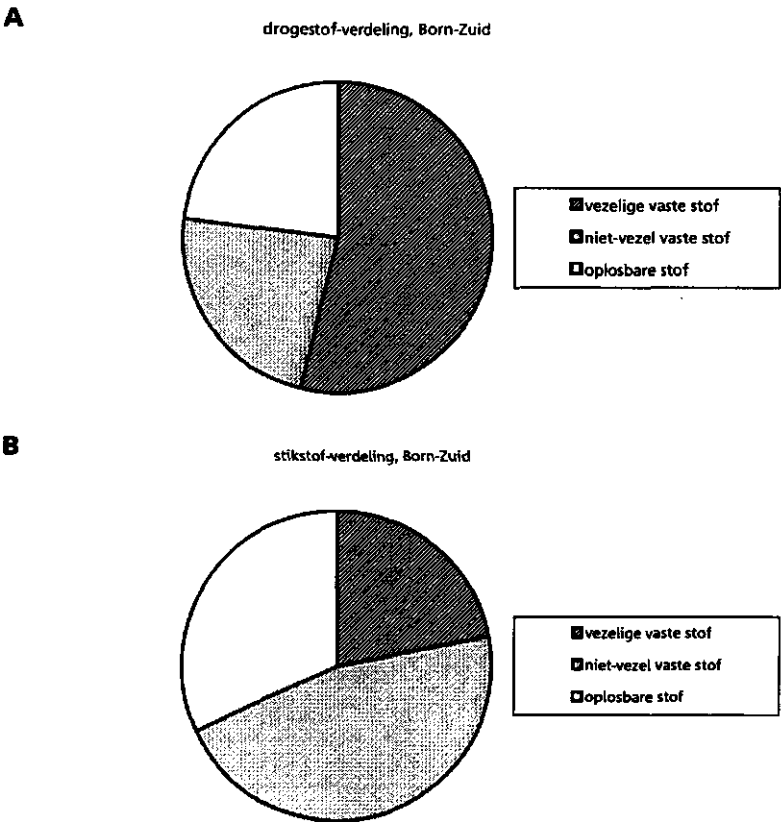 A
drogestof-verdeling, Born-Zuid
vezelige vaste stof
niet-vezel vaste stof
oplosbare stof
B
stikstof-verdeling, Born-Zuid
vezelige vaste stof
niet-vezel vaste stof
oplosbare stof